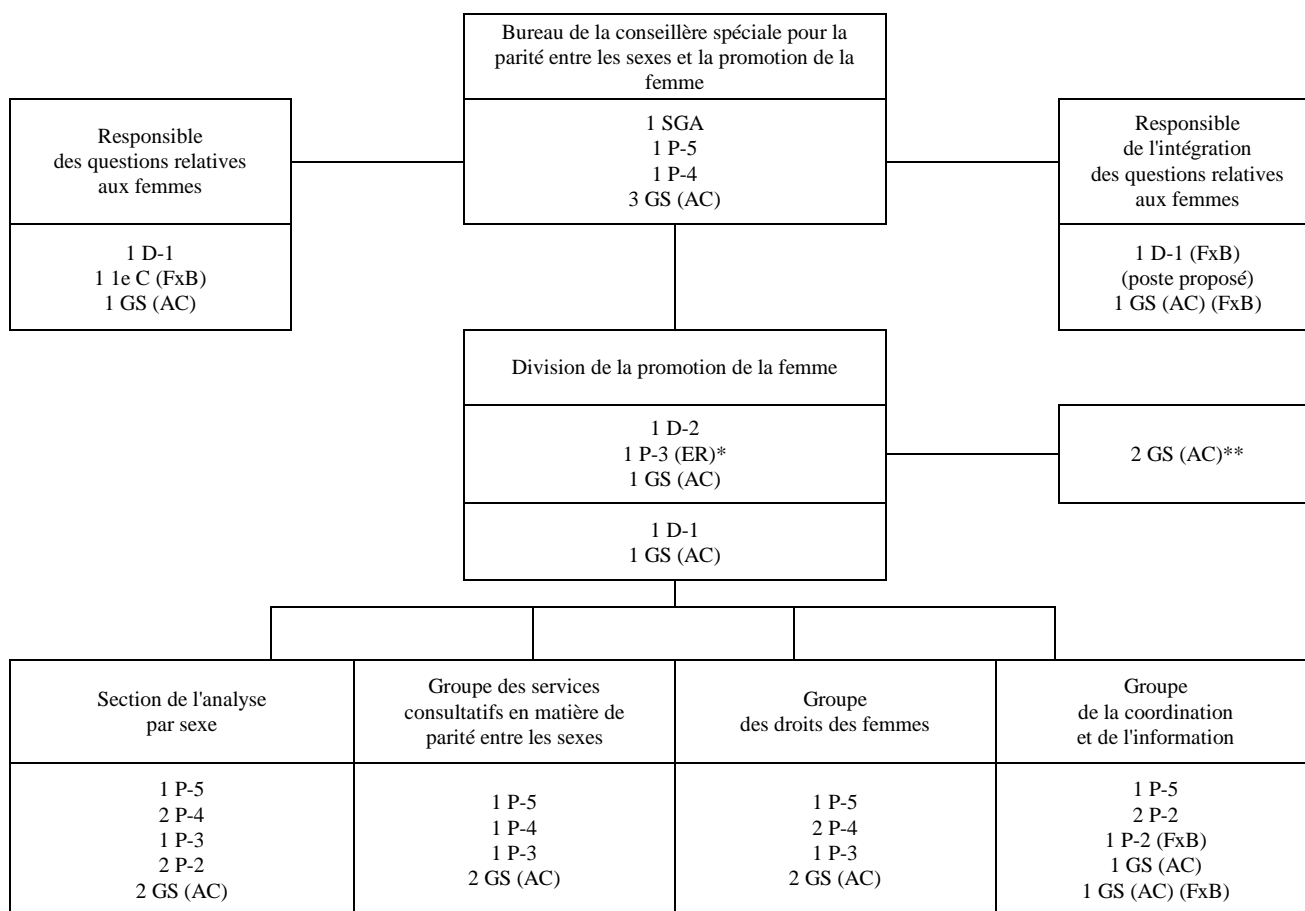 Bureau de la conseillère spéciale pour la
parité entre les sexes et la promotion de la
femme
1 SGA
1 P-5
1 P-4
3 GS (AC)
Responsible
des questions relatives
aux femmes
1 D-1
1 1e C (FxB)
1 GS (AC)
Responsible
de l'intégration
des questions relatives
aux femmes
1 D-1 (FxB)
(poste proposé)
1 GS (AC) (FxB)
Division de la promotion de la femme
1 D-2
1 P-3 (ER)*
1 GS (AC)
2 GS (AC)**
1 D-1
1 GS (AC)
Section de l'analyse
par sexe
1 P-5
2 P-4
1 P-3
2 P-2
2 GS (AC)
Groupe des services
consultatifs en matière de
parité entre les sexes
1 P-5
1 P-4
1 P-3
2 GS (AC)
Groupe
des droits des femmes
1 P-5
2 P-4
1 P-3
2 GS (AC)
Groupe
de la coordination
et de l'information
1 P-5
2 P-2
1 P-2 (FxB)
1 GS (AC)
1 GS (AC) (FxB)